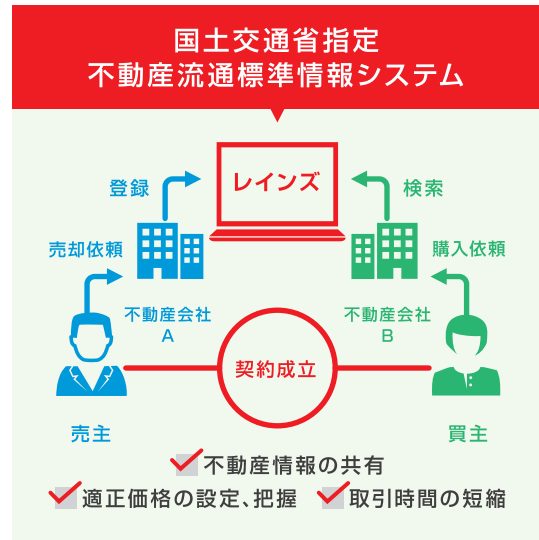 国土交通省指定
不動産流通標準情報システム
レインズ
登録
検索
売却依頼
購入依頼
不動産会社
A
不動産会社
B
契約成立
売主
買主
不動産情報の共有
適正価格の設定、把握
取引時間の短縮